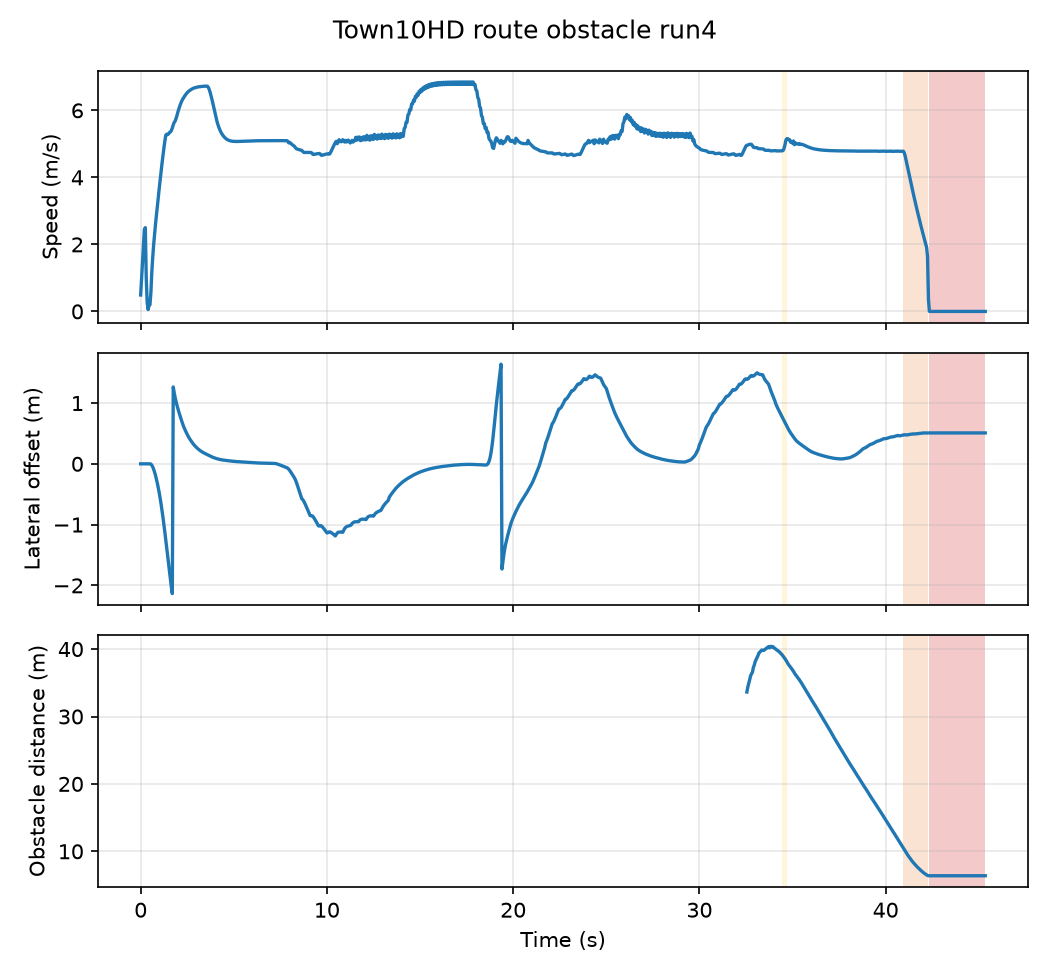 Town10HD route obstacle run4
6
4
2
0
Speed (m/s)
1
0
−1
−2
Lateral offset (m)
40
30
20
10
Obstacle distance (m)
0 10 20 30 40
Time (s)